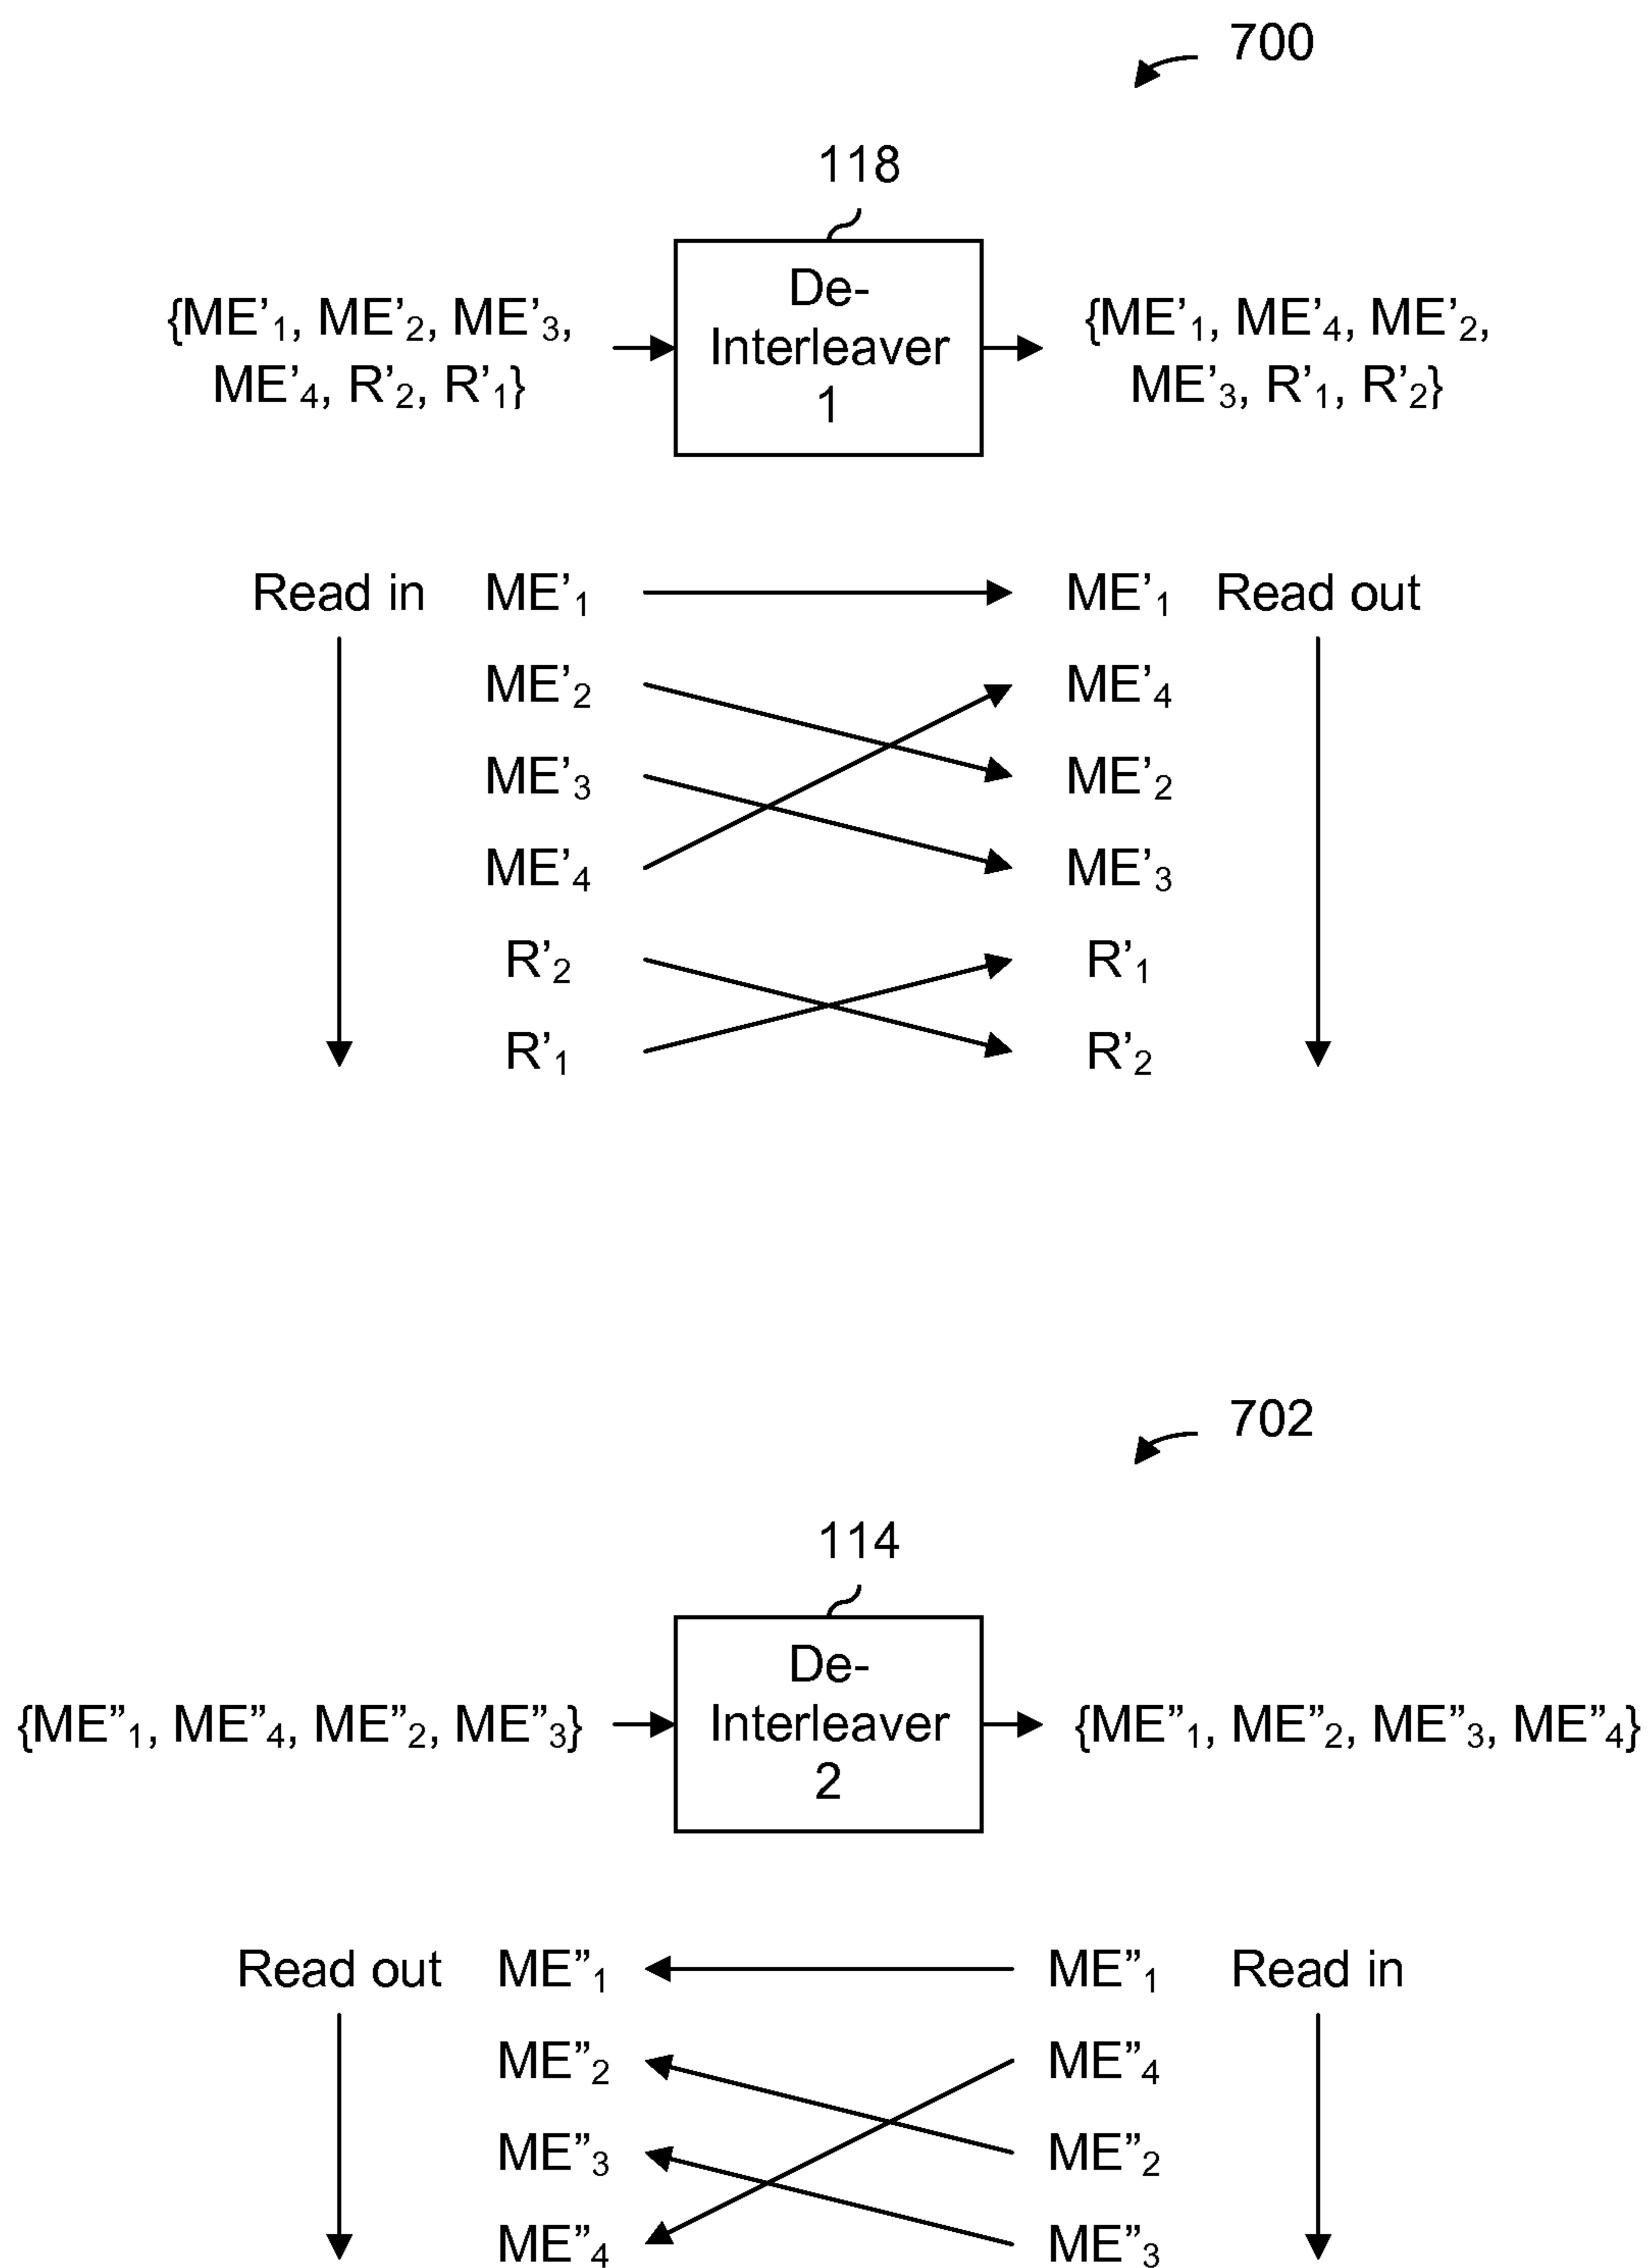 700
118
De-
Interleaver
1
{ME’₁, ME’₂, ME’₃,
ME’₄, R’₂, R’₁}
{ME’₁, ME’₄, ME’₂,
ME’₃, R’₁, R’₂}
Read in ME’₁ ME’₁ Read out
ME’₂ ME’₄
ME’₃ ME’₂
ME’₄ ME’₃
R’₂ R’₁
R’₁ R’₂
702
114
De-
Interleaver
2
{ME”₁, ME”₄, ME”₂, ME”₃}
{ME”₁, ME”₂, ME”₃, ME”₄}
Read out ME”₁ ME”₁ Read in
ME”₂ ME”₄
ME”₃ ME”₂
ME”₄ ME”₃